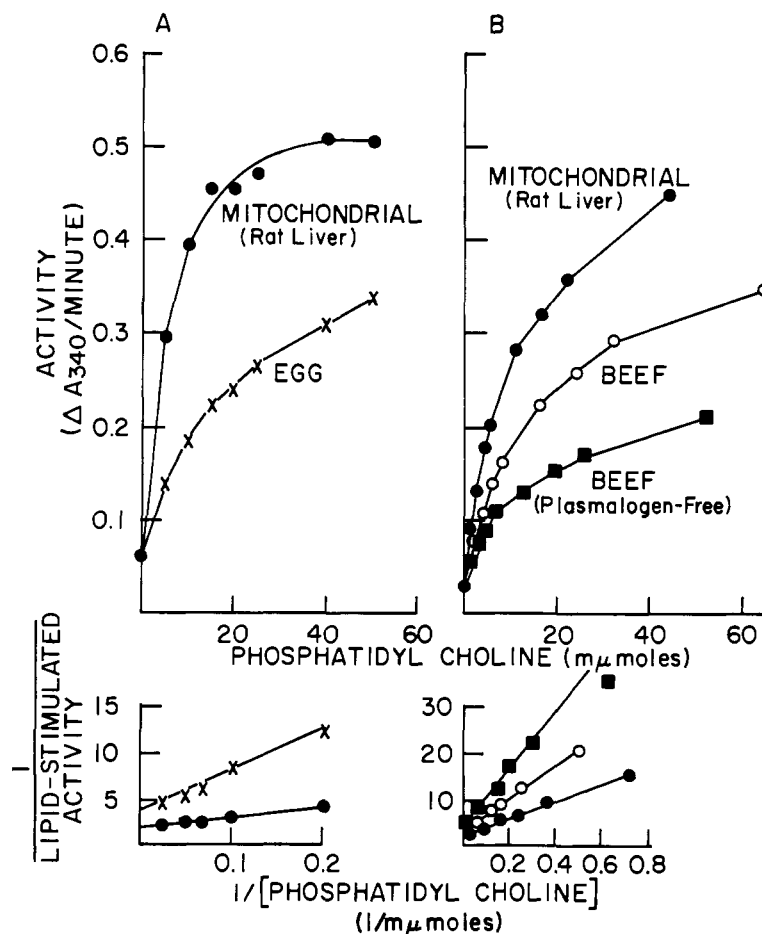 A
B
0.6
0.5
0.4
0.3
0.2
0.1
ACTIVITY
(Δ A340/MINUTE)
MITOCHONDRIAL
(Rat Liver)
EGG
MITOCHONDRIAL
(Rat Liver)
BEEF
BEEF
(Plasmalogen-Free)
20 40 60
20 40 60
PHOSPHATIDYL CHOLINE (mμmoles)
1
LIPID-STIMULATED
ACTIVITY
15
10
5
30
20
10
0.1 0.2
0.2 0.4 0.6 0.8
1/[PHOSPHATIDYL CHOLINE]
(1/mμmoles)